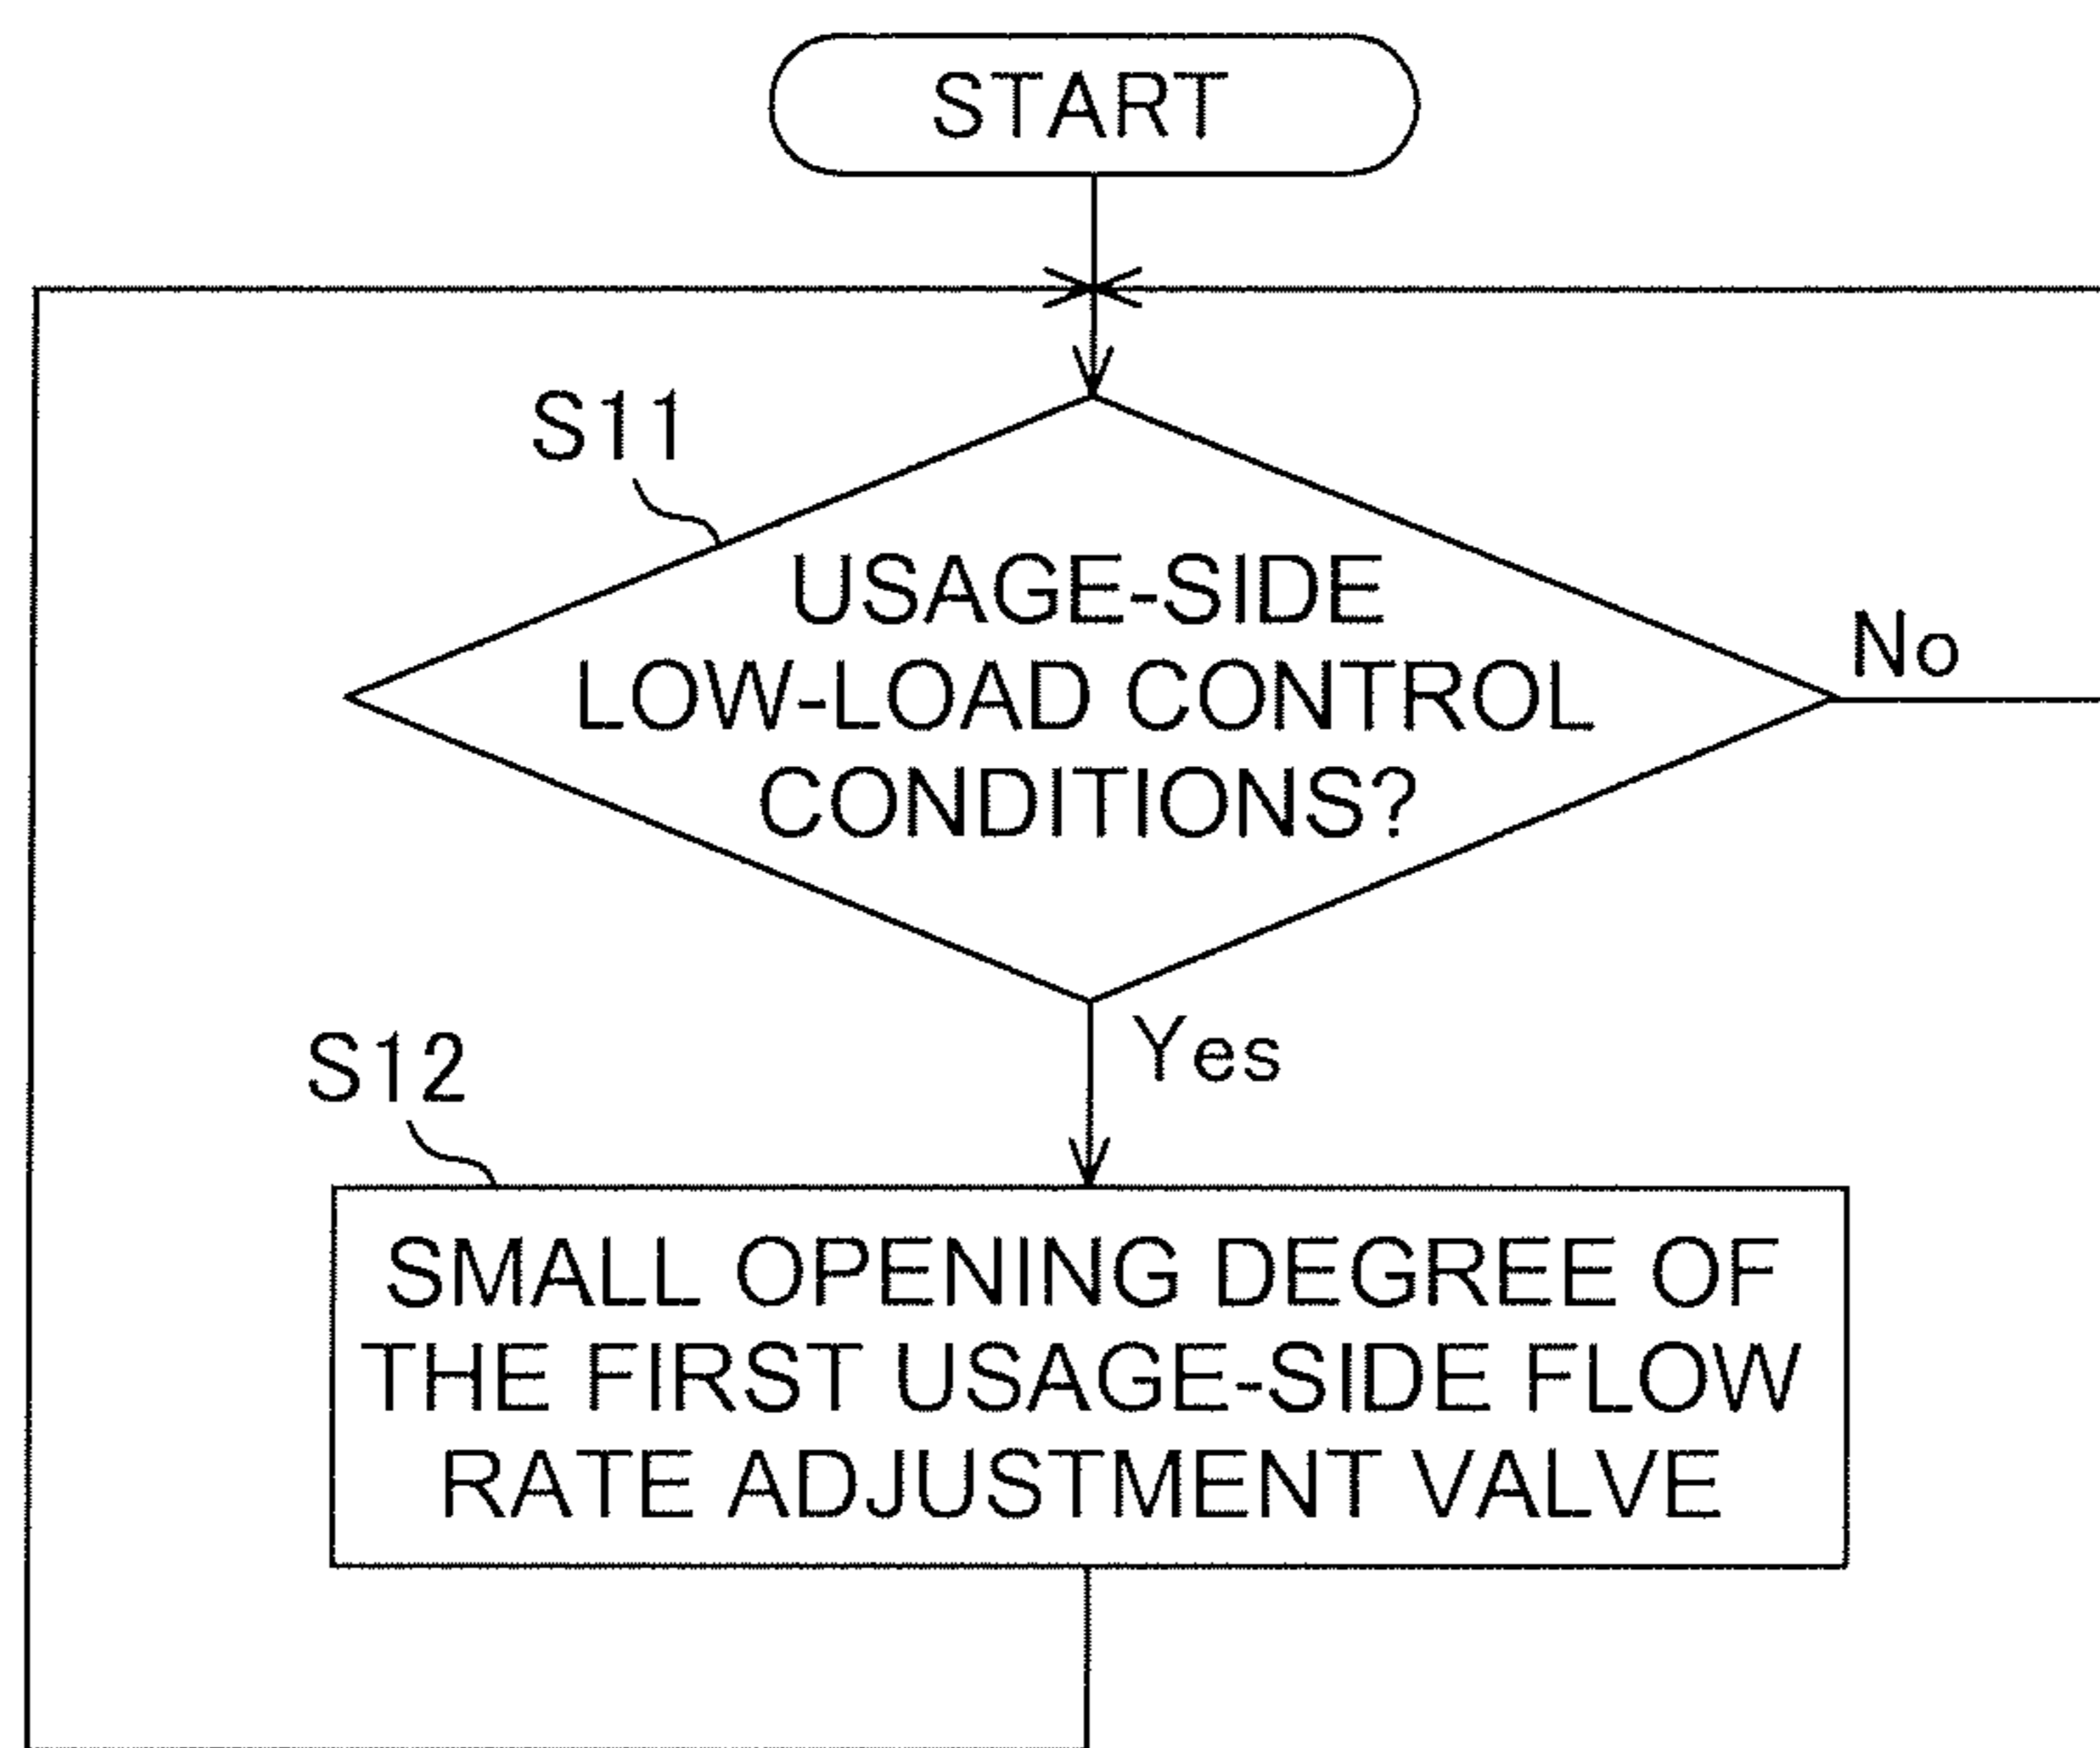 START
S11
USAGE-SIDE
LOW-LOAD CONTROL
CONDITIONS?
No
Yes
S12
SMALL OPENING DEGREE OF
THE FIRST USAGE-SIDE FLOW
RATE ADJUSTMENT VALVE